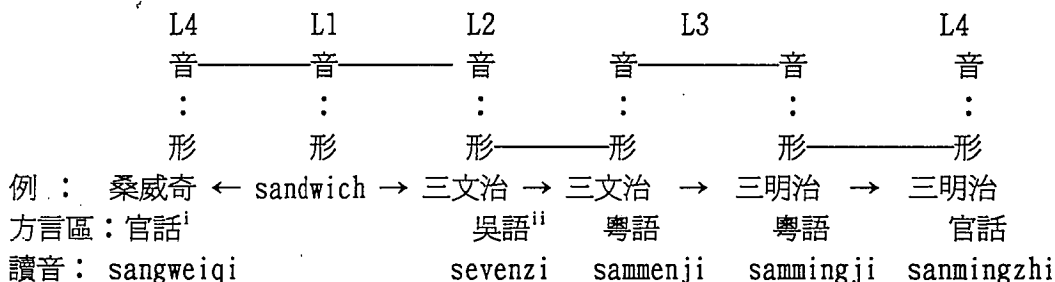 L4 L1 L2 L3 L4
音 音 音 音 音 音
： ： ： ： ： ：
形 形 形 形 形 形
例： 桑威奇 ← sandwich → 三文治 → 三文治 → 三明治 → 三明治
方言區：官話i 吳語ii 粵語 粵語 官話
讀音： sangweiqi sevenzi sammenji sammingji sanmingzhi